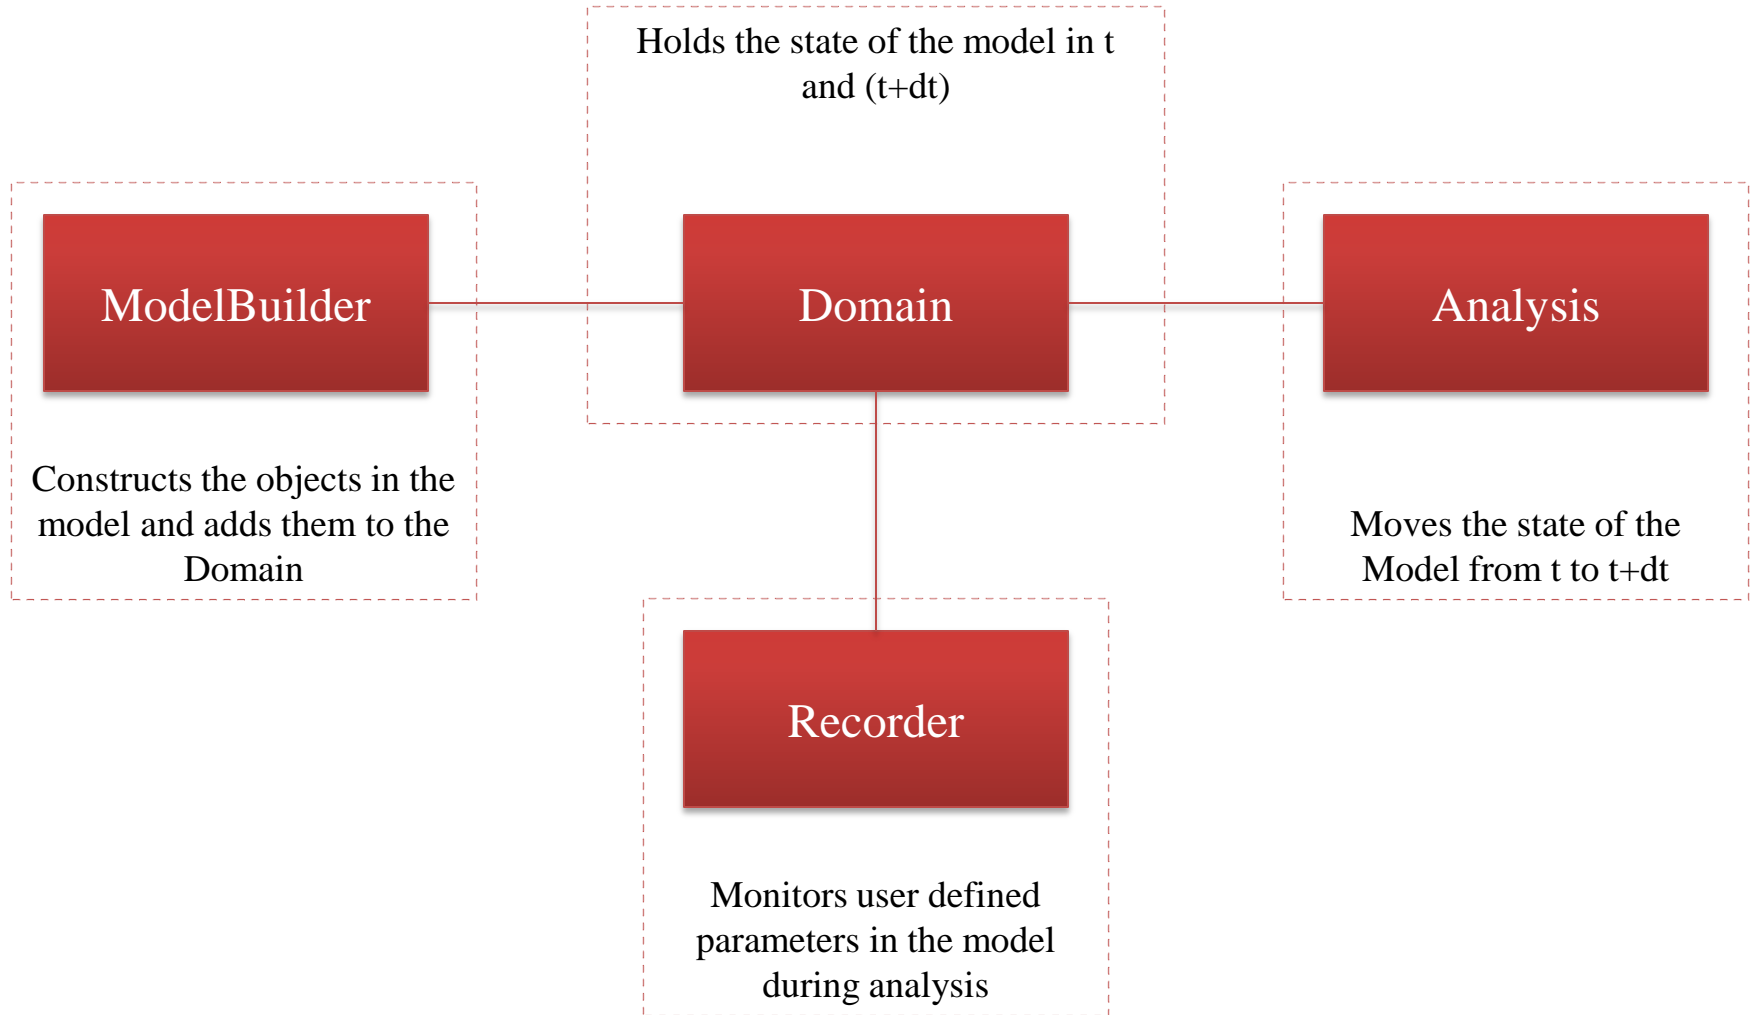 Holds the state of the model in t
and (t+dt)
ModelBuilder
Domain
Analysis
Constructs the objects in the
model and adds them to the
Domain
Moves the state of the
Model from t to t+dt
Recorder
Monitors user defined
parameters in the model
during analysis